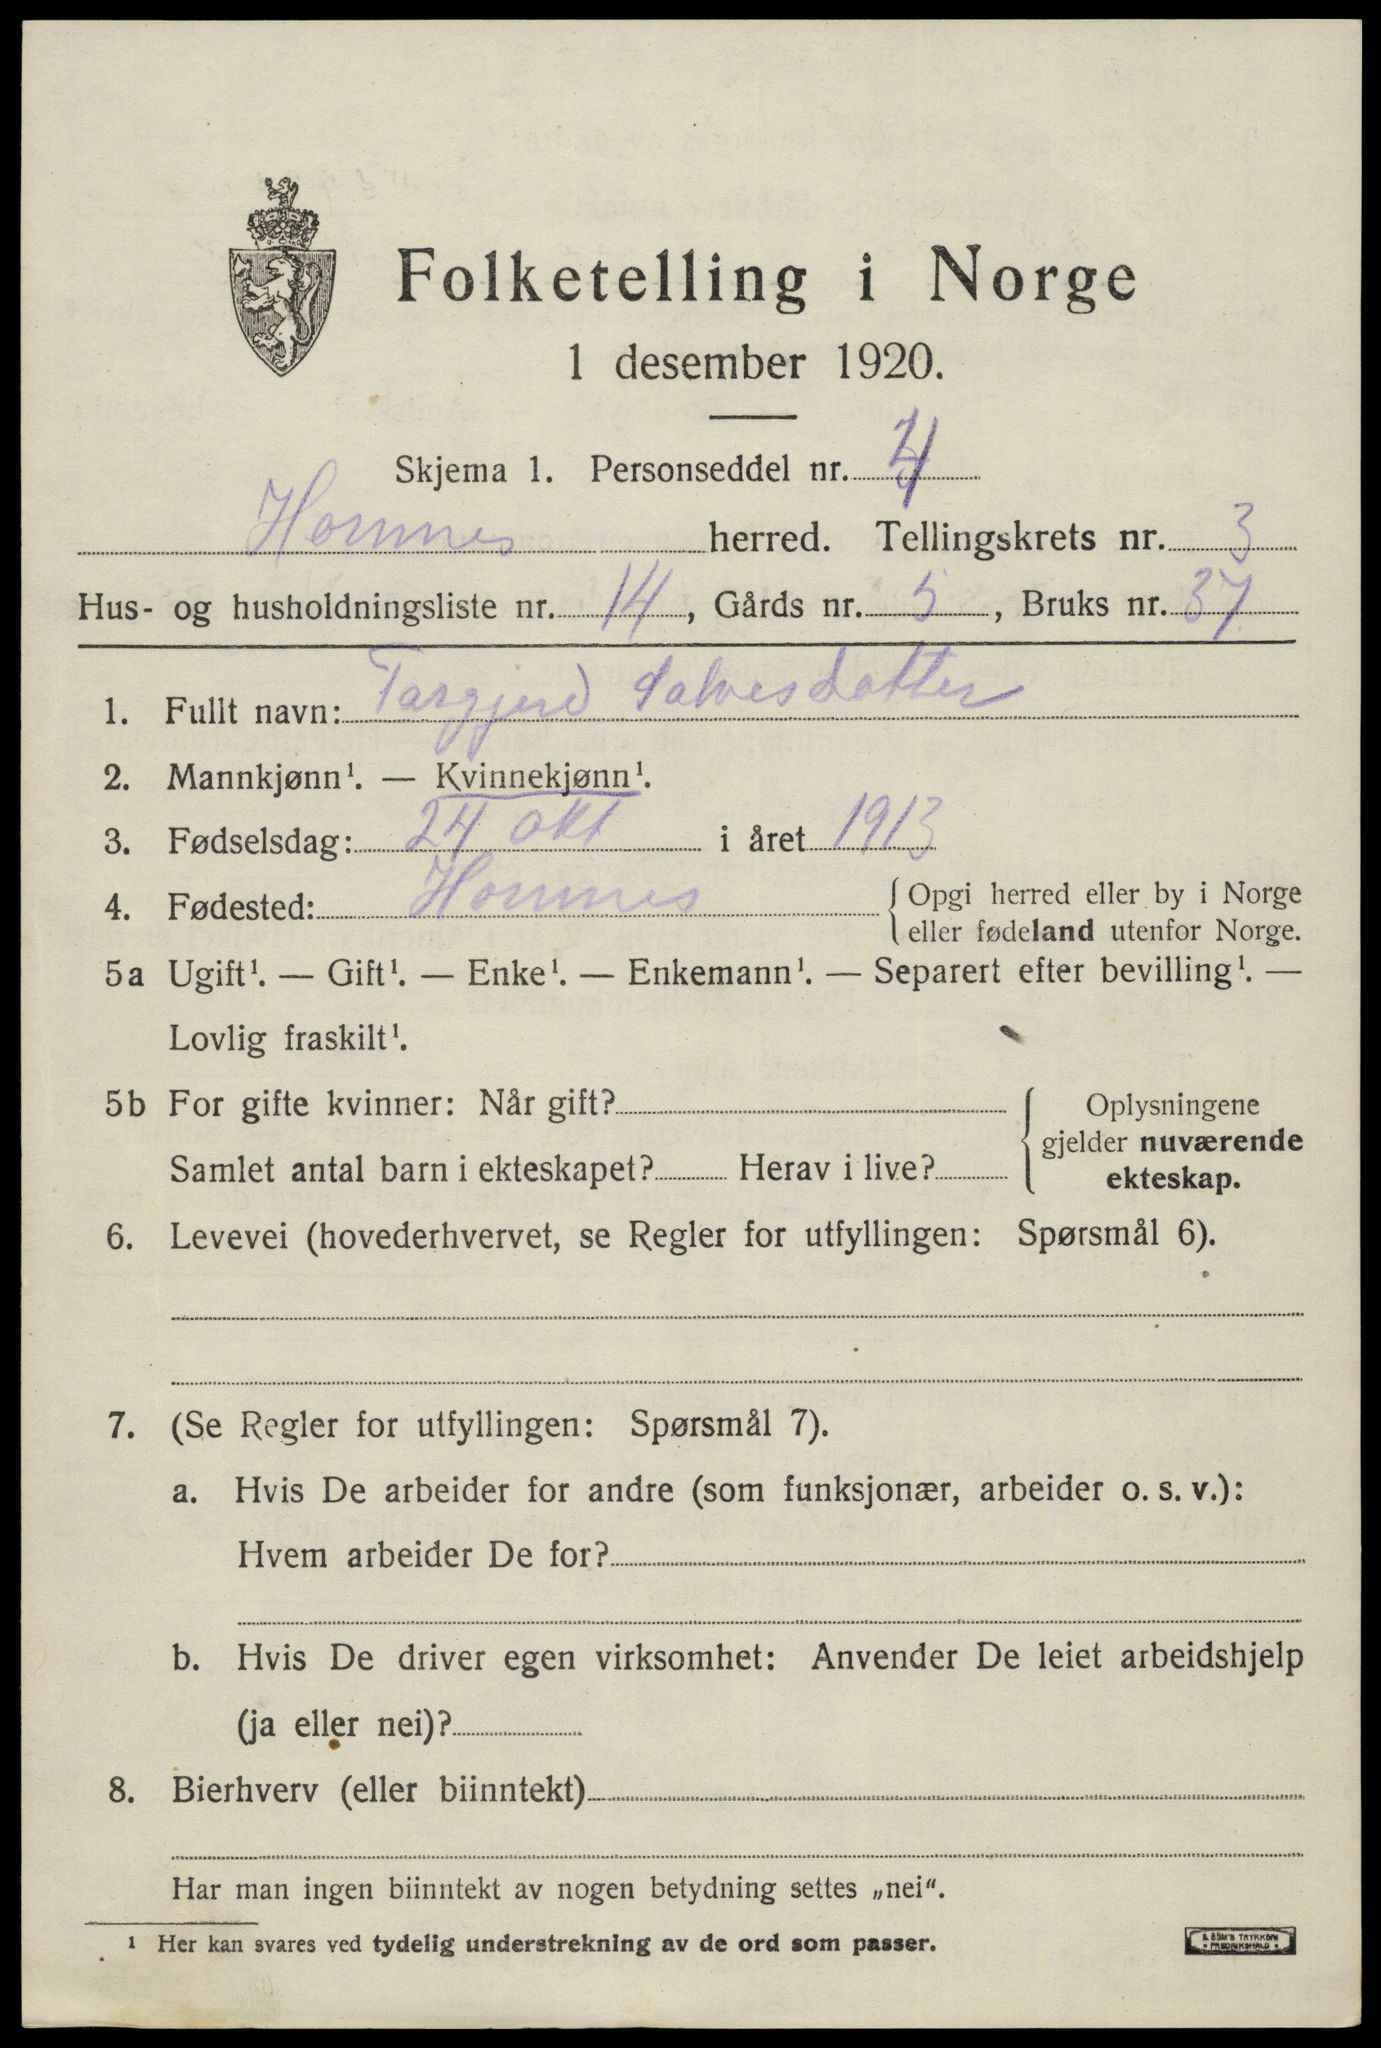 Folketelling i Norge
1 desember 1920.
Skjema 1. Personseddel nr. 4
Hornnes herred. Tellingskrets nr. 3
Hus- og husholdningsliste nr. 14, Gårds nr. 5, Bruks nr. 37
1. Fullt navn: Targjerd Salvesdatter
2. Mannkjønn¹. — Kvinnekjønn¹.
3. Fødselsdag: 24 okt i året 1913
4. Fødested: Hornnes { Opgi herred eller by i Norge
eller fødeland utenfor Norge.
5a Ugift¹. — Gift¹. — Enke¹. — Enkemann¹. — Separert efter bevilling¹. —
Lovlig fraskilt¹.
5b For gifte kvinner: Når gift? { Oplysningene
gjelder nuværende
Samlet antal barn i ekteskapet? Herav i live? ekteskap.
6. Levevei (hovederhvervet, se Regler for utfyllingen: Spørsmål 6).
7. (Se Regler for utfyllingen: Spørsmål 7).
a. Hvis De arbeider for andre (som funksjonær, arbeider o. s. v.):
Hvem arbeider De for?
b. Hvis De driver egen virksomhet: Anvender De leiet arbeidshjelp
(ja eller nei)?
8. Bierhverv (eller biinntekt)
Har man ingen biinntekt av nogen betydning settes „nei“.
¹ Her kan svares ved tydelig understrekning av de ord som passer.
E. BØM'S TRYKKERI
• FREDRIKSHALD •